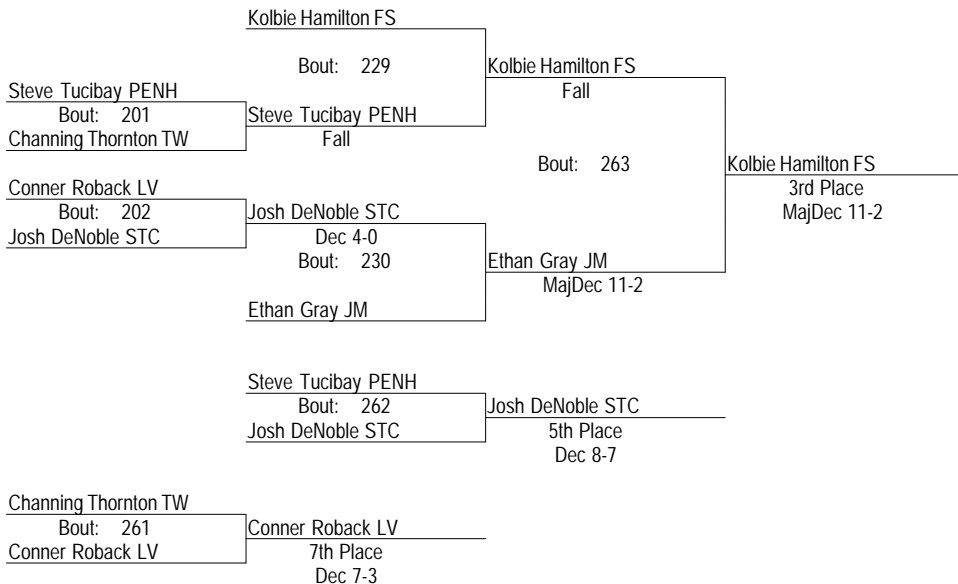 Kolbie Hamilton FS
Bout: 229
Kolbie Hamilton FS
Steve Tucibay PENH
Fall
Bout: 201
Steve Tucibay PENH
Channing Thornton TW
Fall
Bout: 263
Kolbie Hamilton FS
Conner Roback LV
3rd Place
Bout: 202
Josh DeNoble STC
MajDec 11-2
Josh DeNoble STC
Dec 4-0
Bout: 230
Ethan Gray JM
MajDec 11-2
Ethan Gray JM
Steve Tucibay PENH
Bout: 262
Josh DeNoble STC
Josh DeNoble STC
5th Place
Dec 8-7
Channing Thornton TW
Bout: 261
Conner Roback LV
Conner Roback LV
7th Place
Dec 7-3